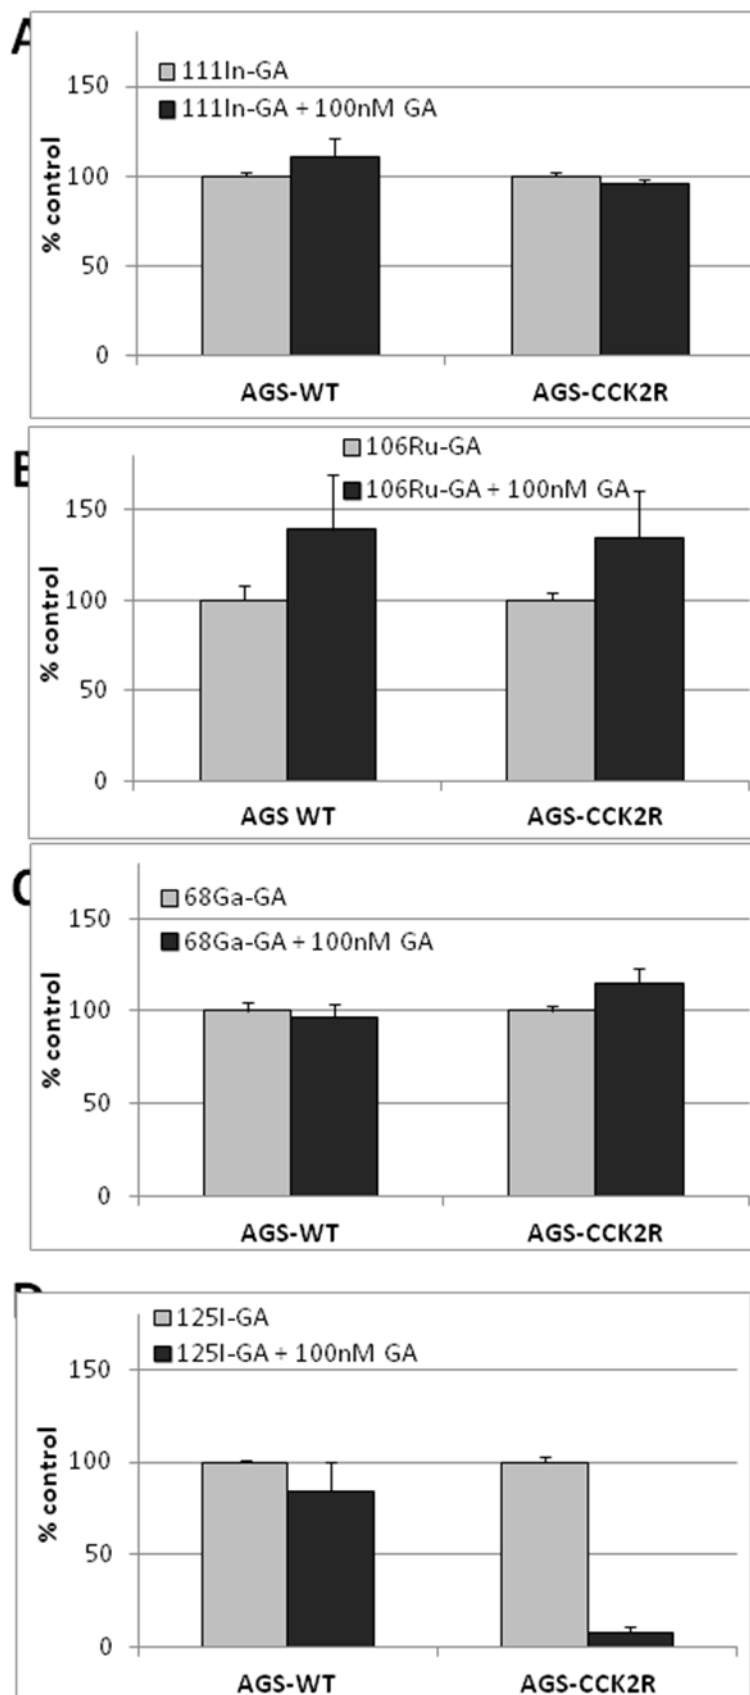 A
111In-GA
111In-GA + 100nM GA
150
100
50
0
% control
AGS-WT AGS-CCK2R
B
106Ru-GA
106Ru-GA + 100nM GA
150
100
50
0
% control
AGS WT AGS-CCK2R
C
68Ga-GA
68Ga-GA + 100nM GA
150
100
50
0
% control
AGS-WT AGS-CCK2R
D
125I-GA
125I-GA + 100nM GA
150
100
50
0
% control
AGS-WT AGS-CCK2R